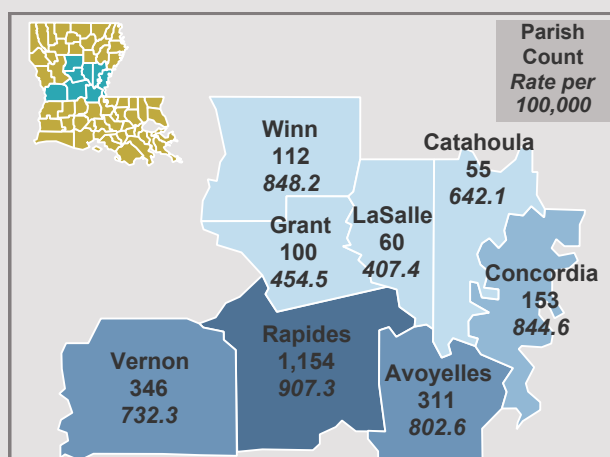 Parish
Count
Rate per
100,000
Winn
112
848.2
Catahoula
55
642.1
Grant
100
454.5
LaSalle
60
407.4
Concordia
153
844.6
Vernon
346
732.3
Rapides
1,154
907.3
Avoyelles
311
802.6